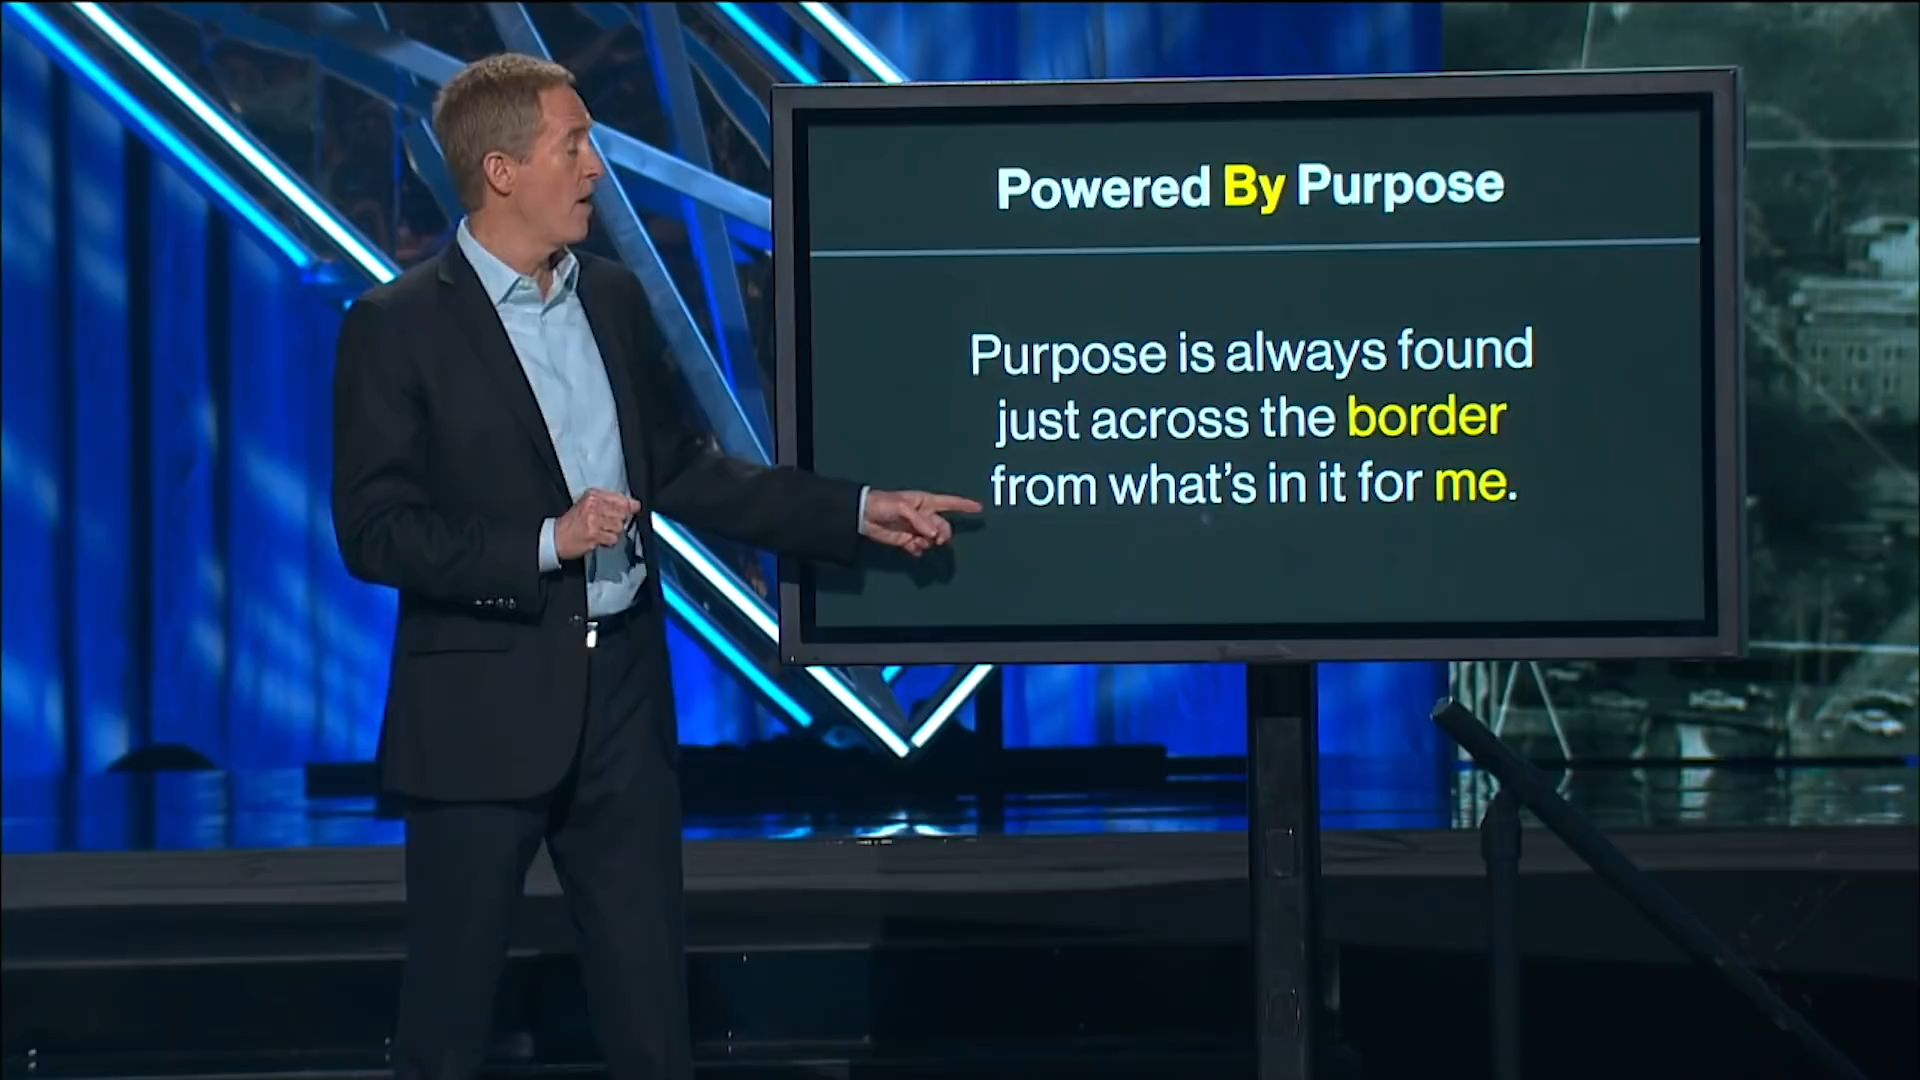 Powered By Purpose
Purpose is always found
just across the border
from what's in it for me.